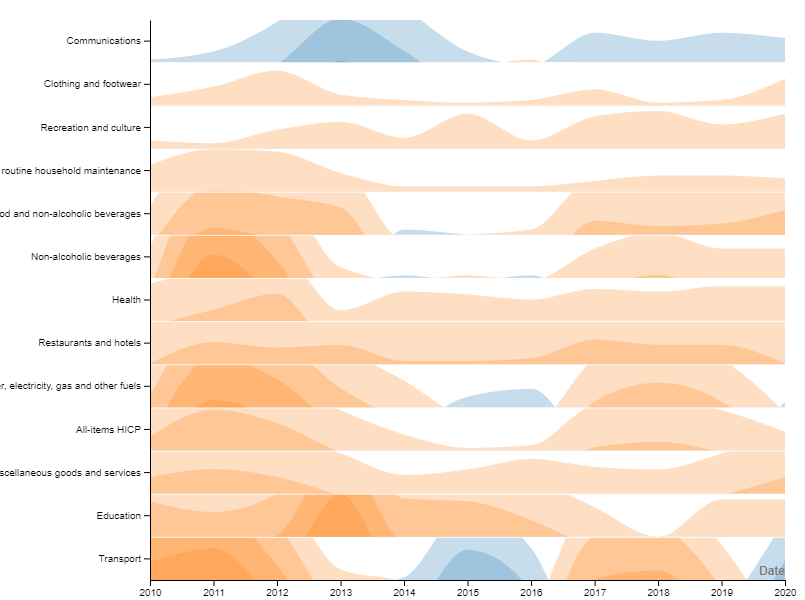 Communications
Clothing and footwear
Recreation and culture
routine household maintenance
od and non-alcoholic beverages
Non-alcoholic beverages
Health
Restaurants and hotels
er, electricity, gas and other fuels
All-items HICP
scellaneous goods and services
Education
Transport
Date
2010 2011 2012 2013 2014 2015 2016 2017 2018 2019 2020